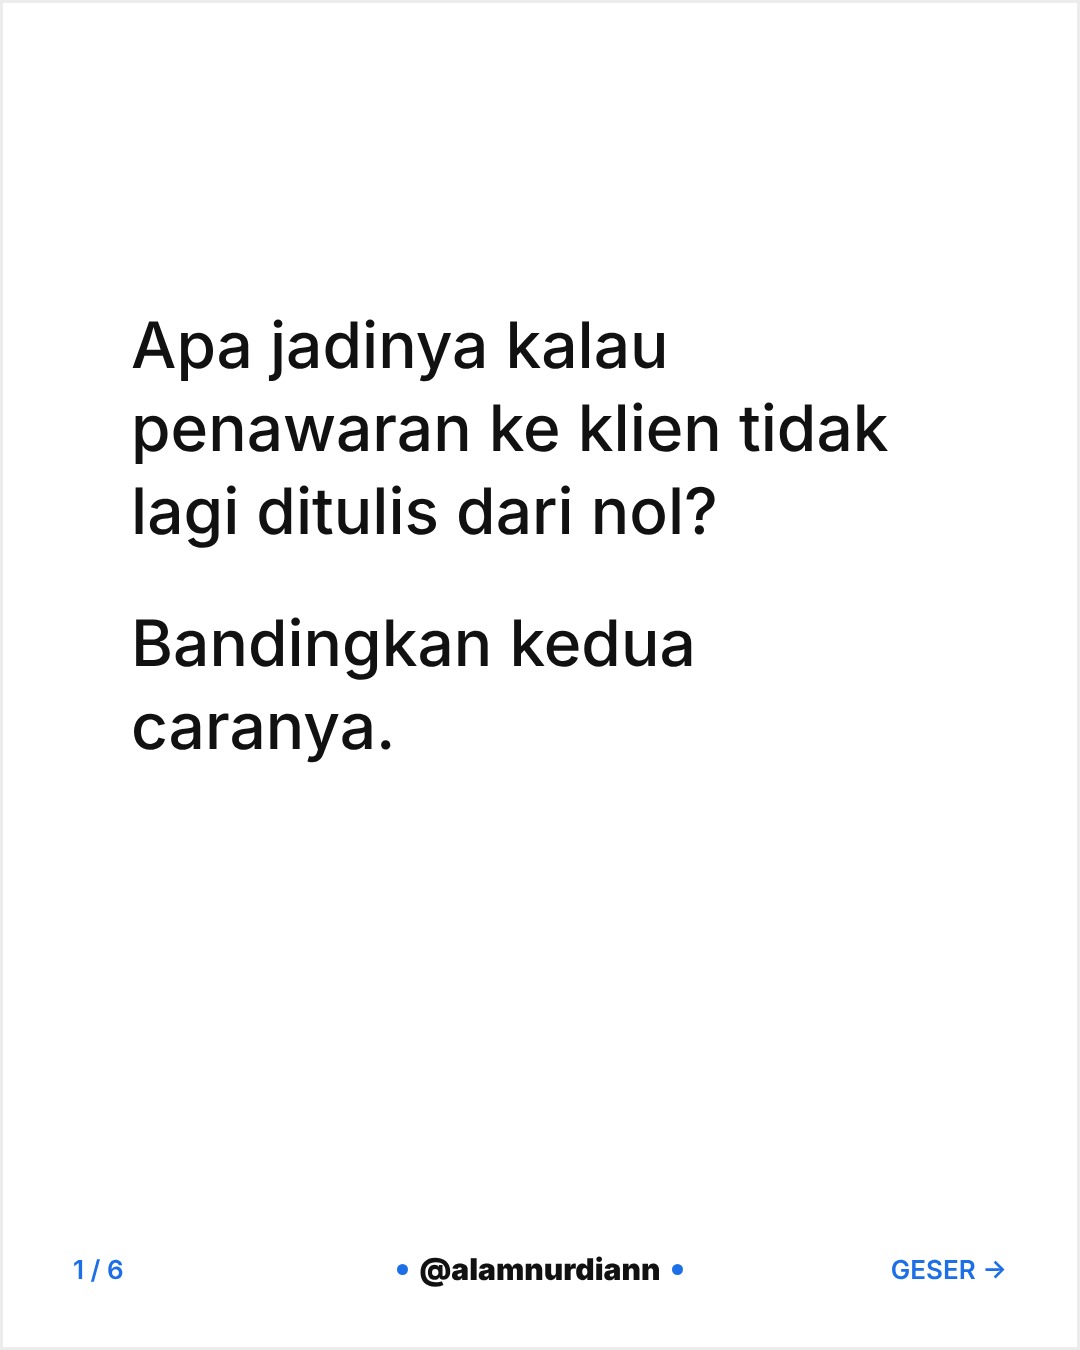 Apa jadinya kalau
penawaran ke klien tidak
lagi ditulis dari nol?
Bandingkan kedua
caranya.
1 / 6
• @alamnurdiann •
GESER →